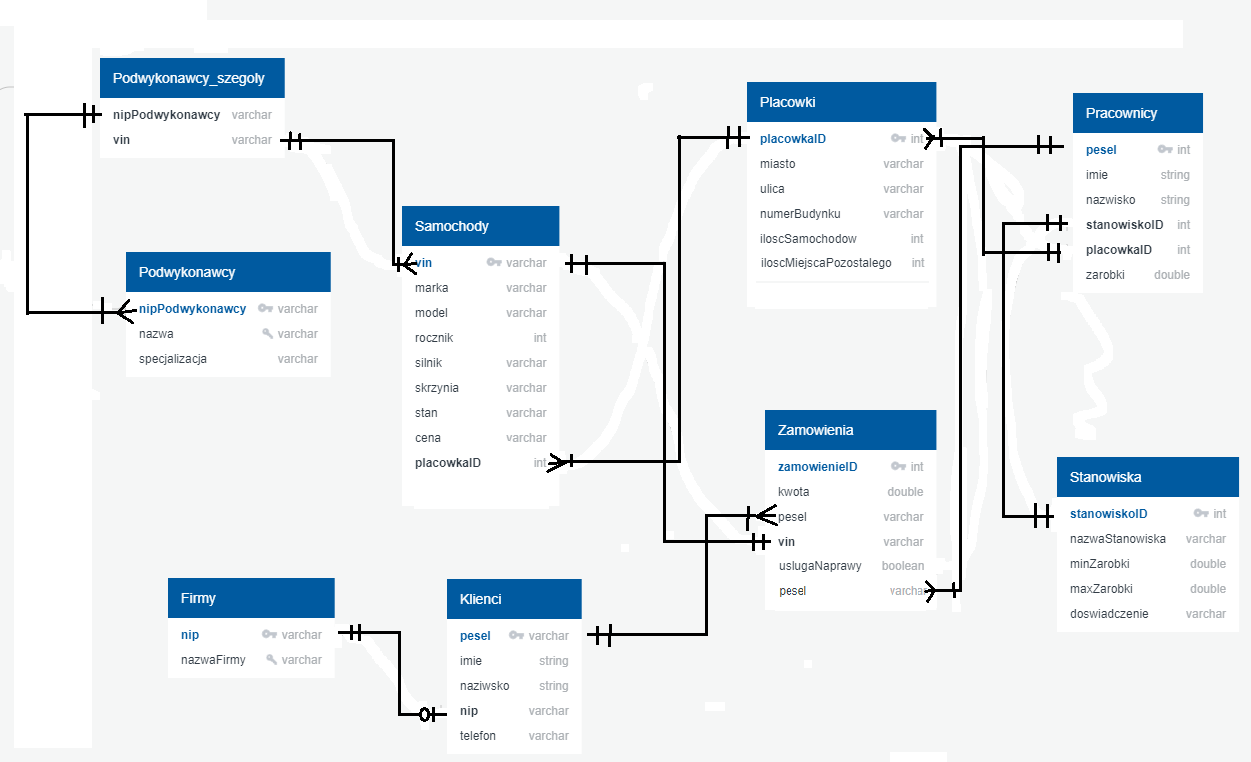 Podwykonawcy_szegoly
nipPodwykonawcy varchar
vin varchar
Podwykonawcy
nipPodwykonawcy varchar
nazwa varchar
specjalizacja varchar
Samochody
vin varchar
marka varchar
model varchar
rocznik int
silnik varchar
skrzynia varchar
stan varchar
cena varchar
placowkaID int
Placowki
placowkaID int
miasto varchar
ulica varchar
numerBudynku varchar
iloscSamochodow int
iloscMiejscaPozostalego int
Pracownicy
pesel int
imie string
nazwisko string
stanowiskoID int
placowkaID int
zarobki double
Zamowienia
zamowienieID int
kwota double
pesel varchar
vin varchar
uslugaNaprawy boolean
pesel varchar
Stanowiska
stanowiskoID int
nazwaStanowiska varchar
minZarobki double
maxZarobki double
doswiadczenie varchar
Firmy
nip varchar
nazwaFirmy varchar
Klienci
pesel varchar
imie string
naziwsko string
nip varchar
telefon varchar